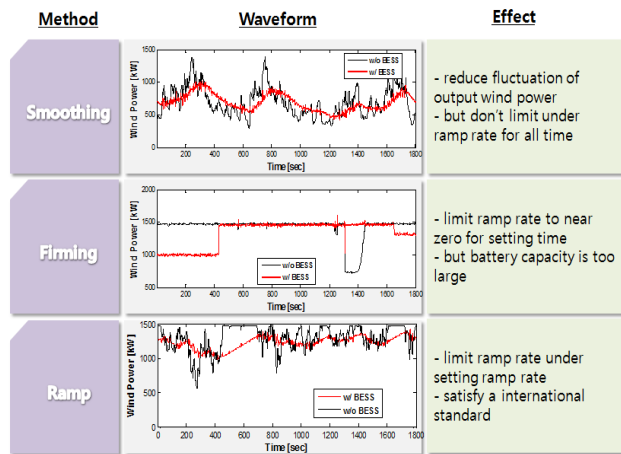 Method Waveform Effect
Smoothing
Wind Power [kW]
1500
1000
500
0
w/o BESS
w/ BESS
0 200 400 600 800 1000 1200 1400 1600 1800
Time [sec]
- reduce fluctuation of
output wind power
- but don't limit under
ramp rate for all time
Firming
Wind Power [kW]
2000
1500
1000
500
w/o BESS
w/ BESS
0 200 400 600 800 1000 1200 1400 1600 1800
Time [sec]
- limit ramp rate to near
zero for setting time
- but battery capacity is too
large
Ramp
Wind Power [kW]
1500
1000
500
0
w/ BESS
w/o BESS
0 200 400 600 800 1000 1200 1400 1600 1800
Time [sec]
- limit ramp rate under
setting ramp rate
- satisfy a international
standard